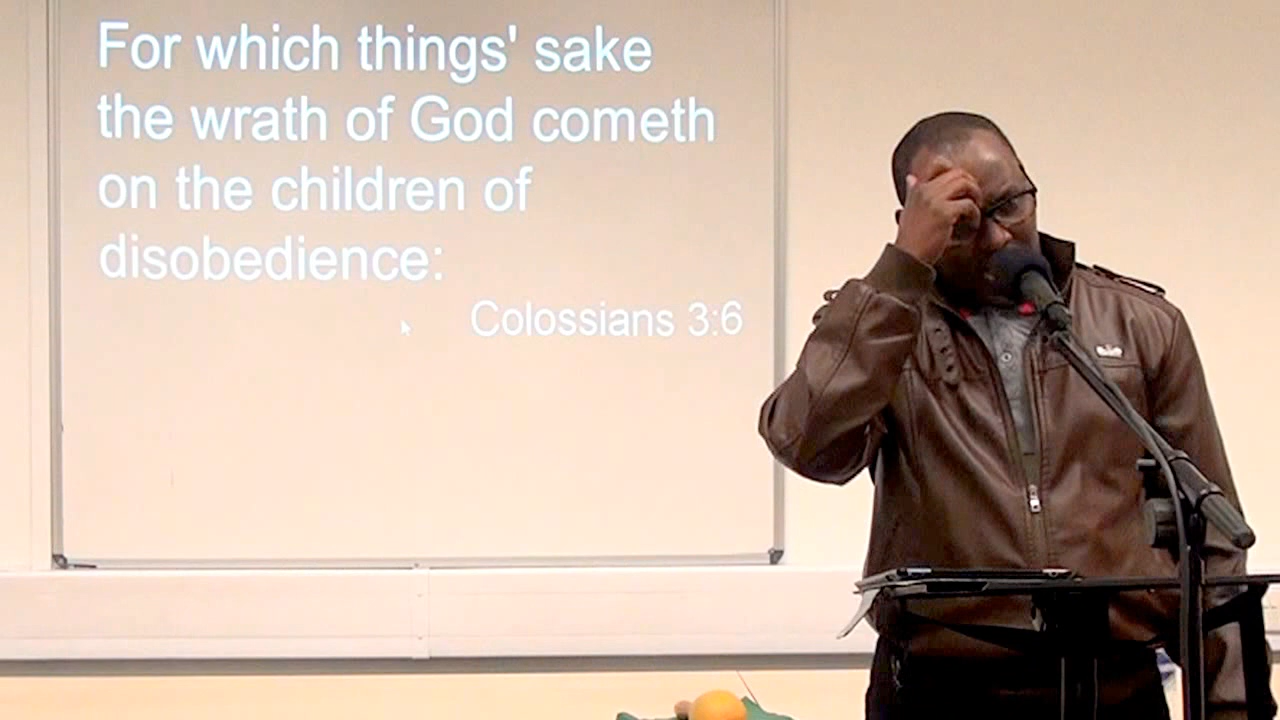 For which things' sake
the wrath of God cometh
on the children of
disobedience:
Colossians 3:6